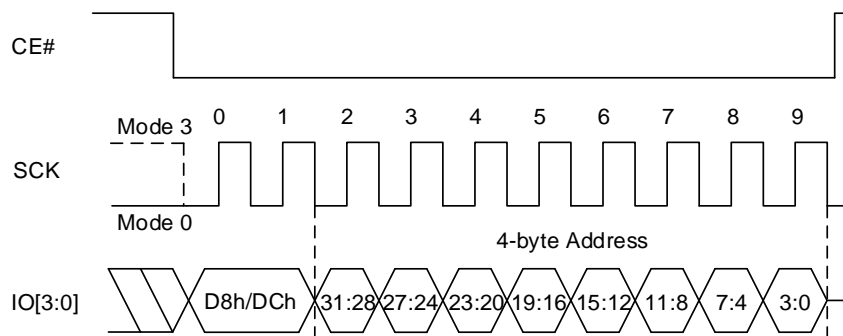 CE#
Mode 3
0 1 2 3 4 5 6 7 8 9
SCK
Mode 0
4-byte Address
IO[3:0]
D8h/DCh 31:28 27:24 23:20 19:16 15:12 11:8 7:4 3:0